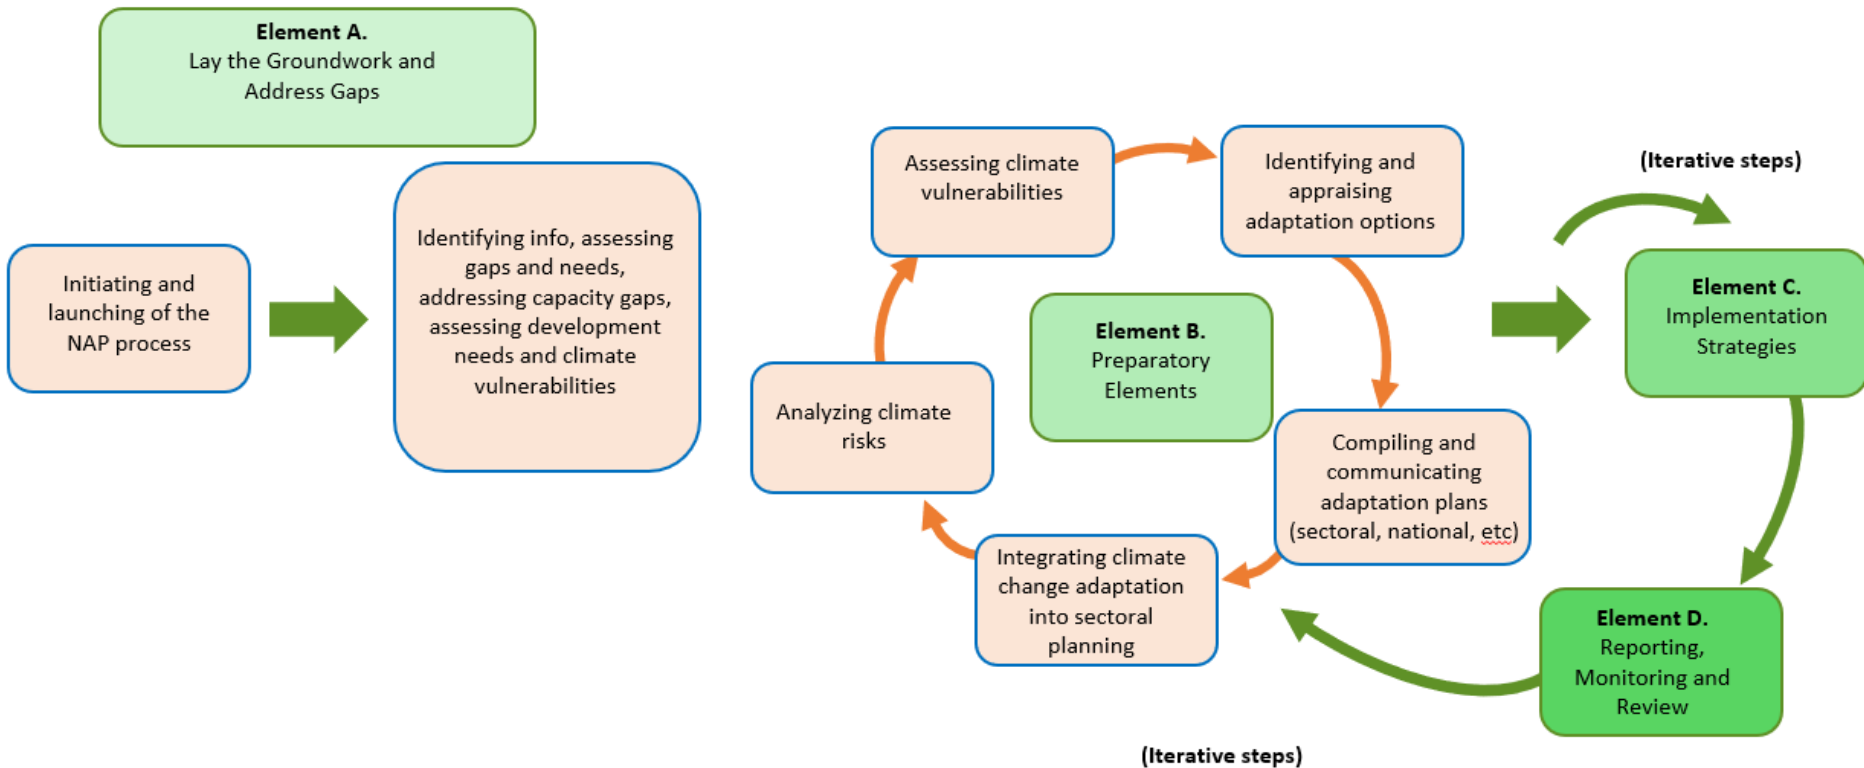 Element A.
Lay the Groundwork and
Address Gaps
Initiating and
launching of the
NAP process
Identifying info, assessing
gaps and needs,
addressing capacity gaps,
assessing development
needs and climate
vulnerabilities
Assessing climate
vulnerabilities
Identifying and
appraising
adaptation options
Element B.
Preparatory
Elements
Analyzing climate
risks
Compiling and
communicating
adaptation plans
(sectoral, national, etc)
Integrating climate
change adaptation
into sectoral
planning
(Iterative steps)
Element C.
Implementation
Strategies
Element D.
Reporting,
Monitoring and
Review
(Iterative steps)